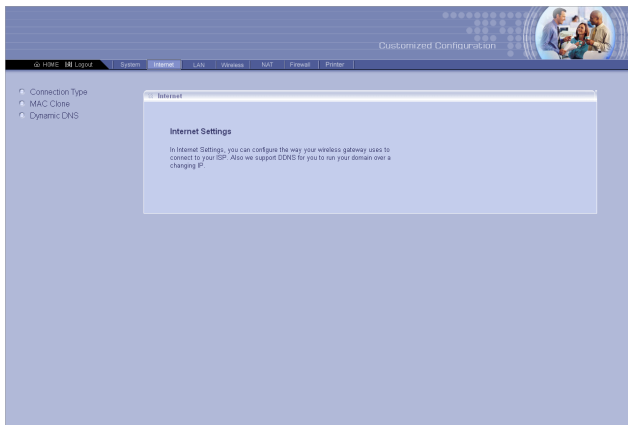 Customized Configuration
HOME Logout System Internet LAN Wireless NAT Firewall Printer
Connection Type
MAC Clone
Dynamic DNS
Internet
Internet Settings
In Internet Settings, you can configure the way your wireless gateway uses to
connect to your ISP. Also we support DDNS for you to run your domain over a
changing IP.